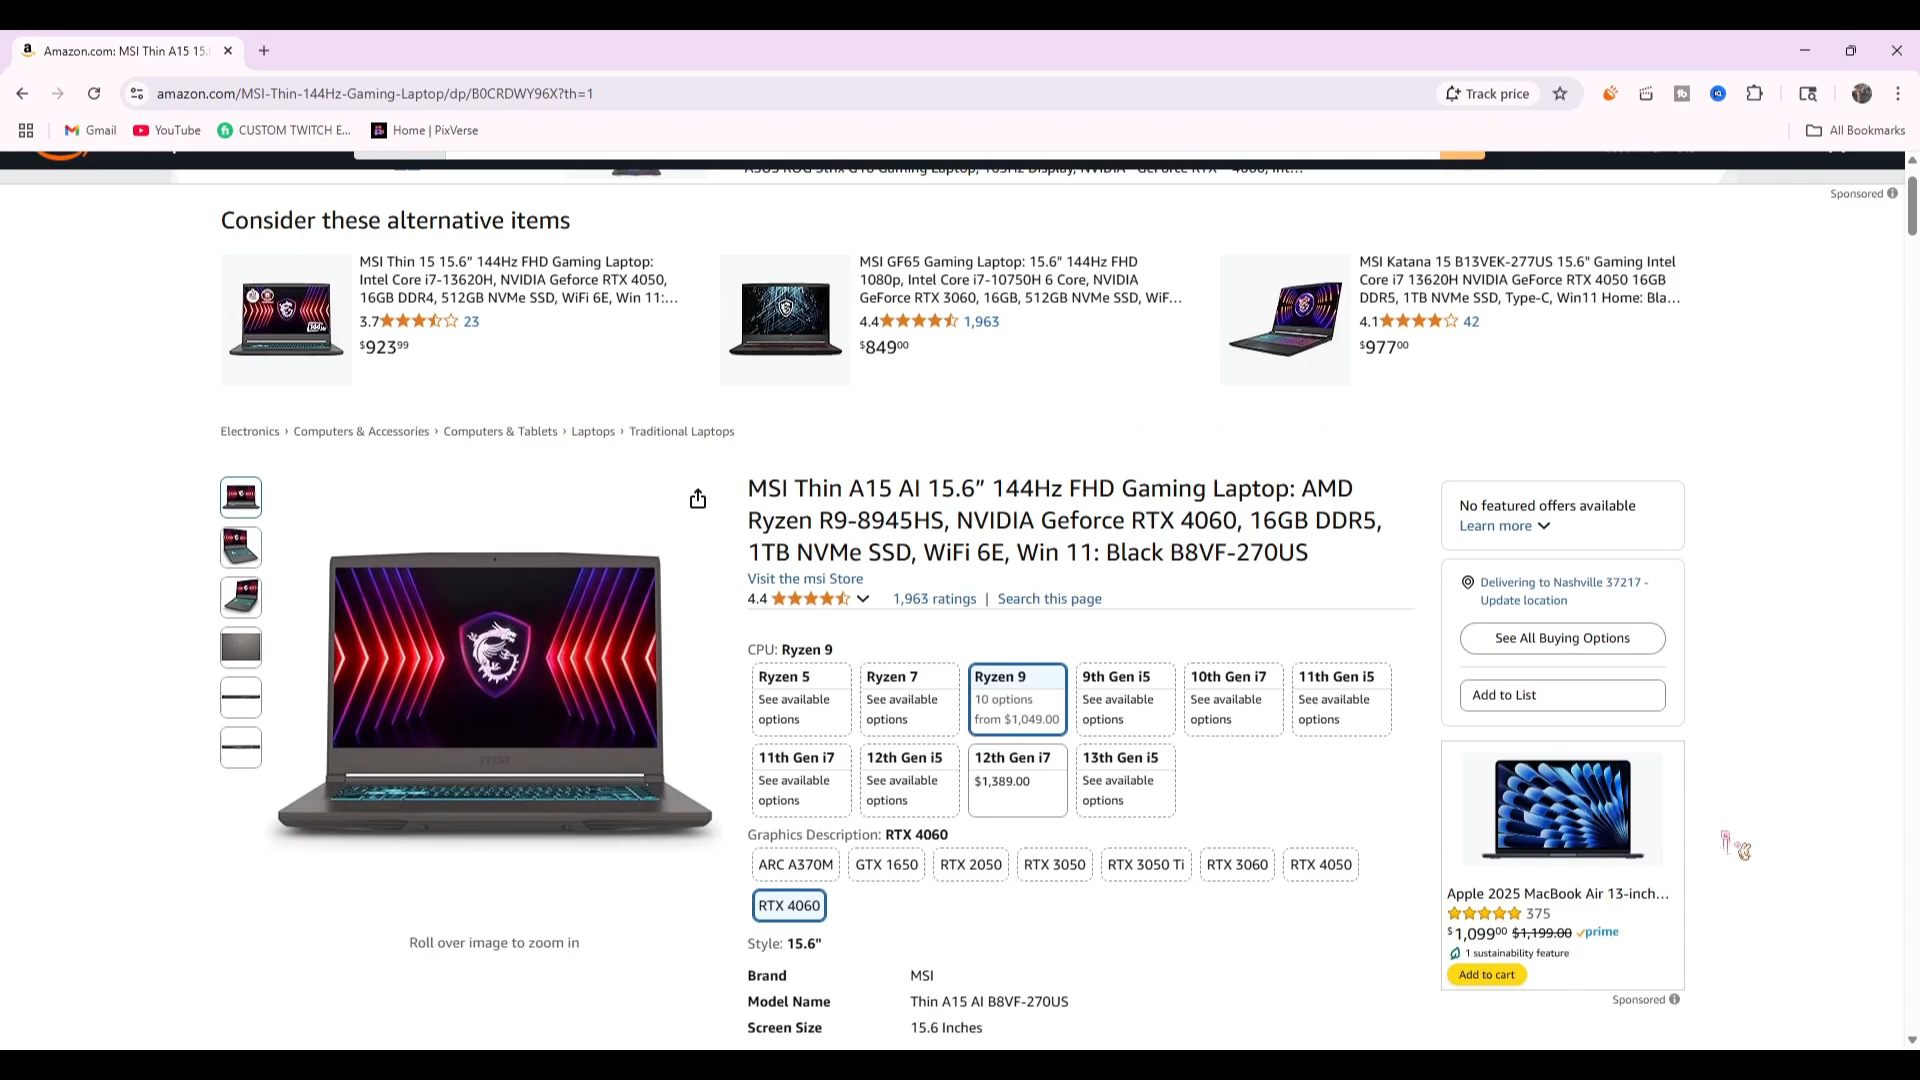 Amazon.com: MSI Thin A15 15.
amazon.com/MSI-Thin-144Hz-Gaming-Laptop/dp/B0CRDWY96X?th=1
Track price
Gmail
YouTube
CUSTOM TWITCH E...
Home | PixVerse
All Bookmarks
Sponsored
Consider these alternative items
MSI Thin 15 15.6” 144Hz FHD Gaming Laptop:
Intel Core i7-13620H, NVIDIA Geforce RTX 4050,
16GB DDR4, 512GB NVMe SSD, WiFi 6E, Win 11:...
3.7 23
$92399
MSI GF65 Gaming Laptop: 15.6" 144Hz FHD
1080p, Intel Core i7-10750H 6 Core, NVIDIA
GeForce RTX 3060, 16GB, 512GB NVMe SSD, WiF...
4.4 1,963
$84900
MSI Katana 15 B13VEK-277US 15.6" Gaming Intel
Core i7 13620H NVIDIA GeForce RTX 4050 16GB
DDR5, 1TB NVMe SSD, Type-C, Win11 Home: Bla...
4.1 42
$97700
Electronics › Computers & Accessories › Computers & Tablets › Laptops › Traditional Laptops
MSI Thin A15 AI 15.6” 144Hz FHD Gaming Laptop: AMD
Ryzen R9-8945HS, NVIDIA Geforce RTX 4060, 16GB DDR5,
1TB NVMe SSD, WiFi 6E, Win 11: Black B8VF-270US
Visit the msi Store
4.4 1,963 ratings | Search this page
CPU: Ryzen 9
Ryzen 5
See available
options
Ryzen 7
See available
options
Ryzen 9
10 options
from $1,049.00
9th Gen i5
See available
options
10th Gen i7
See available
options
11th Gen i5
See available
options
11th Gen i7
See available
options
12th Gen i5
See available
options
12th Gen i7
$1,389.00
13th Gen i5
See available
options
Graphics Description: RTX 4060
ARC A370M
GTX 1650
RTX 2050
RTX 3050
RTX 3050 Ti
RTX 3060
RTX 4050
RTX 4060
Style: 15.6"
Brand MSI
Model Name Thin A15 AI B8VF-270US
Screen Size 15.6 Inches
Roll over image to zoom in
No featured offers available
Learn more
Delivering to Nashville 37217 -
Update location
See All Buying Options
Add to List
Apple 2025 MacBook Air 13-inch...
375
$1,09900 $1,199.00 prime
1 sustainability feature
Add to cart
Sponsored